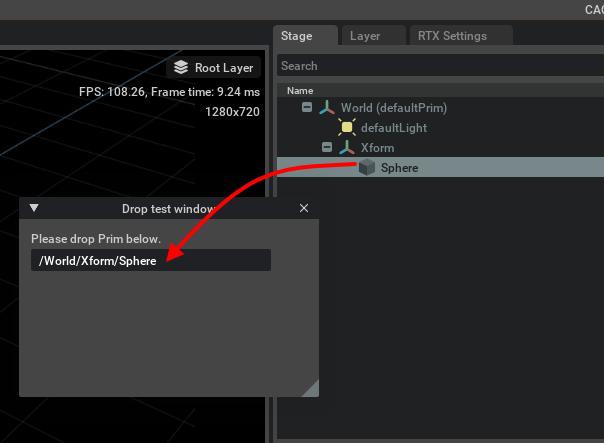 CAC
Stage
Layer
RTX Settings
Search
Name
World (defaultPrim)
defaultLight
Xform
Sphere
Root Layer
FPS: 108.26, Frame time: 9.24 ms
1280x720
Drop test window
Please drop Prim below.
/World/Xform/Sphere